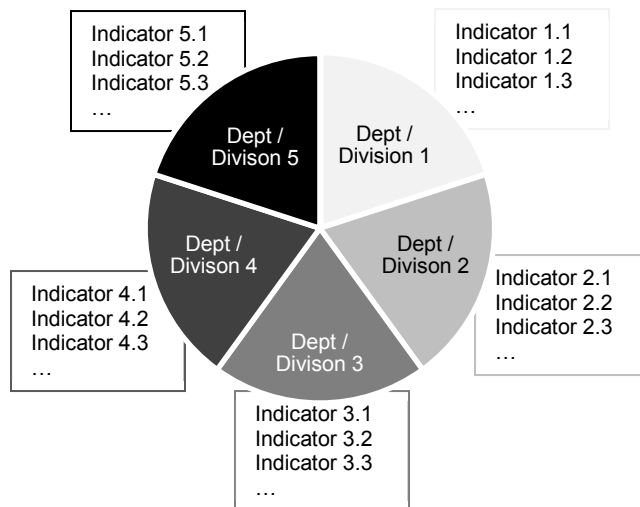 Indicator 5.1
Indicator 5.2
Indicator 5.3
…
Indicator 1.1
Indicator 1.2
Indicator 1.3
…
Dept /
Divison 5
Dept /
Division 1
Dept /
Divison 4
Dept /
Divison 2
Indicator 4.1
Indicator 4.2
Indicator 4.3
…
Indicator 2.1
Indicator 2.2
Indicator 2.3
…
Dept /
Divison 3
Indicator 3.1
Indicator 3.2
Indicator 3.3
…